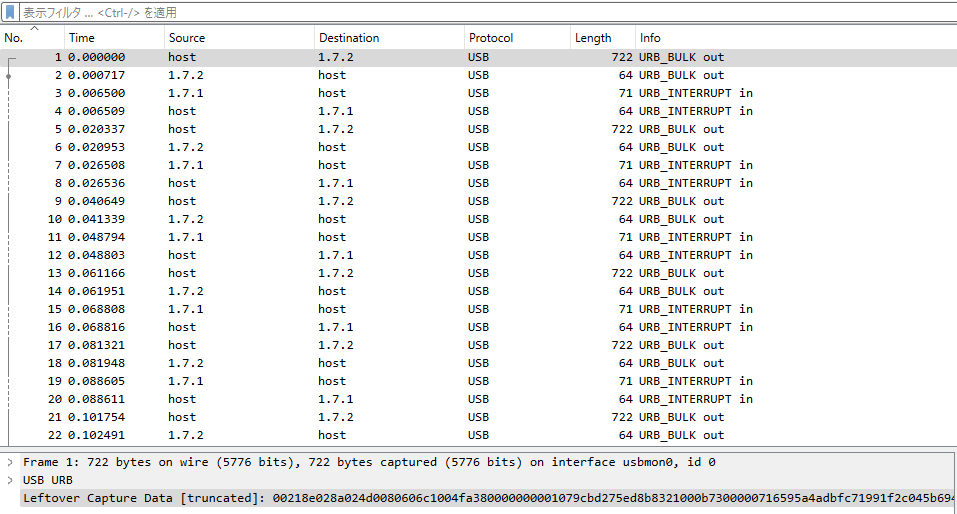 表示フィルタ … <Ctrl-/> を適用
No. Time Source Destination Protocol Length Info
1 0.000000 host 1.7.2 USB 722 URB_BULK out
2 0.000717 1.7.2 host USB 64 URB_BULK out
3 0.006500 1.7.1 host USB 71 URB_INTERRUPT in
4 0.006509 host 1.7.1 USB 64 URB_INTERRUPT in
5 0.020337 host 1.7.2 USB 722 URB_BULK out
6 0.020953 1.7.2 host USB 64 URB_BULK out
7 0.026508 1.7.1 host USB 71 URB_INTERRUPT in
8 0.026536 host 1.7.1 USB 64 URB_INTERRUPT in
9 0.040649 host 1.7.2 USB 722 URB_BULK out
10 0.041339 1.7.2 host USB 64 URB_BULK out
11 0.048794 1.7.1 host USB 71 URB_INTERRUPT in
12 0.048803 host 1.7.1 USB 64 URB_INTERRUPT in
13 0.061166 host 1.7.2 USB 722 URB_BULK out
14 0.061951 1.7.2 host USB 64 URB_BULK out
15 0.068808 1.7.1 host USB 71 URB_INTERRUPT in
16 0.068816 host 1.7.1 USB 64 URB_INTERRUPT in
17 0.081321 host 1.7.2 USB 722 URB_BULK out
18 0.081948 1.7.2 host USB 64 URB_BULK out
19 0.088605 1.7.1 host USB 71 URB_INTERRUPT in
20 0.088611 host 1.7.1 USB 64 URB_INTERRUPT in
21 0.101754 host 1.7.2 USB 722 URB_BULK out
22 0.102491 1.7.2 host USB 64 URB_BULK out
Frame 1: 722 bytes on wire (5776 bits), 722 bytes captured (5776 bits) on interface usbmon0, id 0
USB URB
Leftover Capture Data [truncated]: 00218e028a024d0080606c1004fa380000000001079cbd275ed8b8321000b7300000716595a4adbfc71991f2c045b694